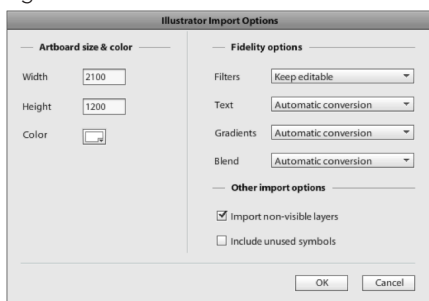 Illustrator Import Options
Artboard size & color
Width 2100
Height 1200
Color
Fidelity options
Filters Keep editable
Text Automatic conversion
Gradients Automatic conversion
Blend Automatic conversion
Other import options
Import non-visible layers
Include unused symbols
OK Cancel